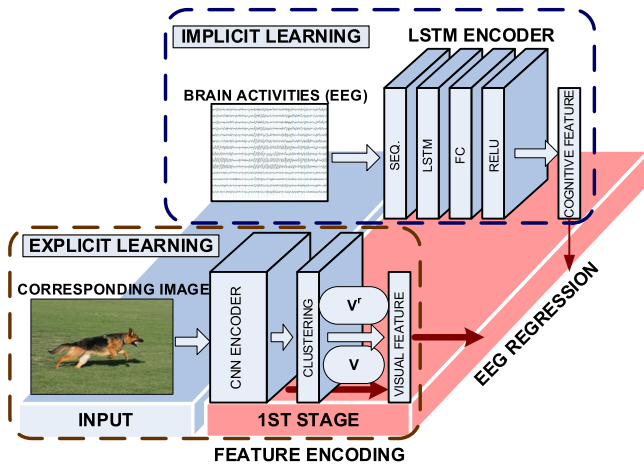 IMPLICIT LEARNING
LSTM ENCODER
BRAIN ACTIVITIES (EEG)
SEQ.
LSTM
FC
RELU
COGNITIVE FEATURE
EXPLICIT LEARNING
CORRESPONDING IMAGE
CNN ENCODER
CLUSTERING
Vʳ
V
VISUAL FEATURE
EEG REGRESSION
INPUT
1ST STAGE
FEATURE ENCODING